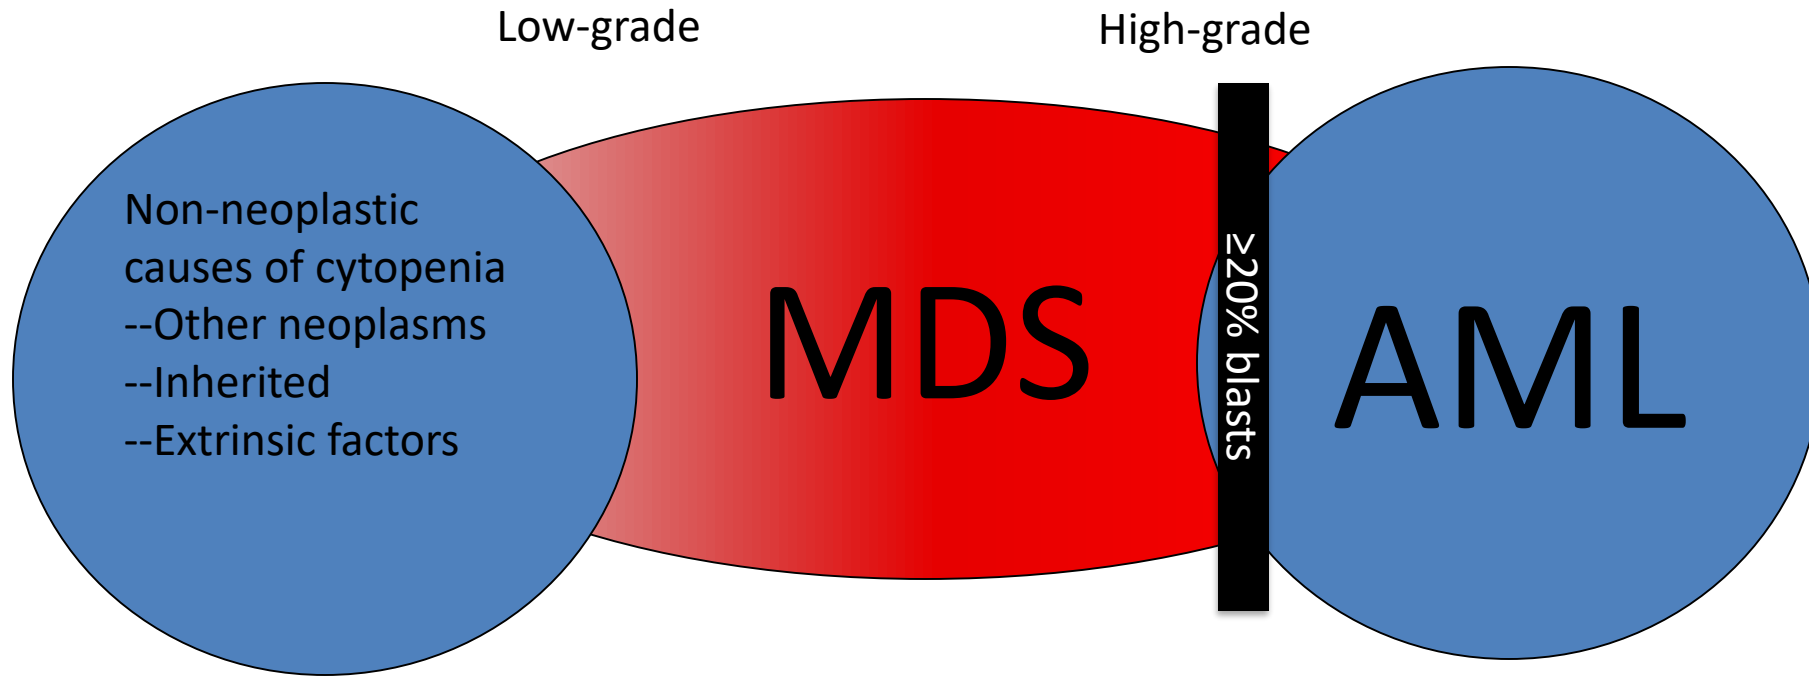 Low-grade
High-grade
Non-neoplastic
causes of cytopenia
--Other neoplasms
--Inherited
--Extrinsic factors
MDS
≥20% blasts
AML